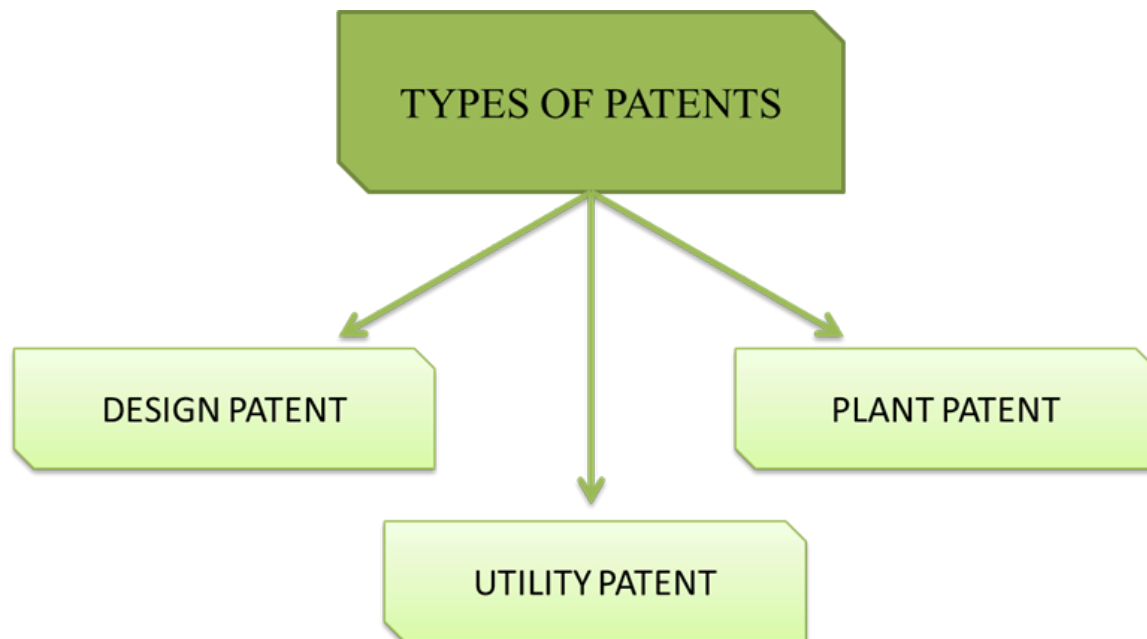 TYPES OF PATENTS
DESIGN PATENT
PLANT PATENT
UTILITY PATENT